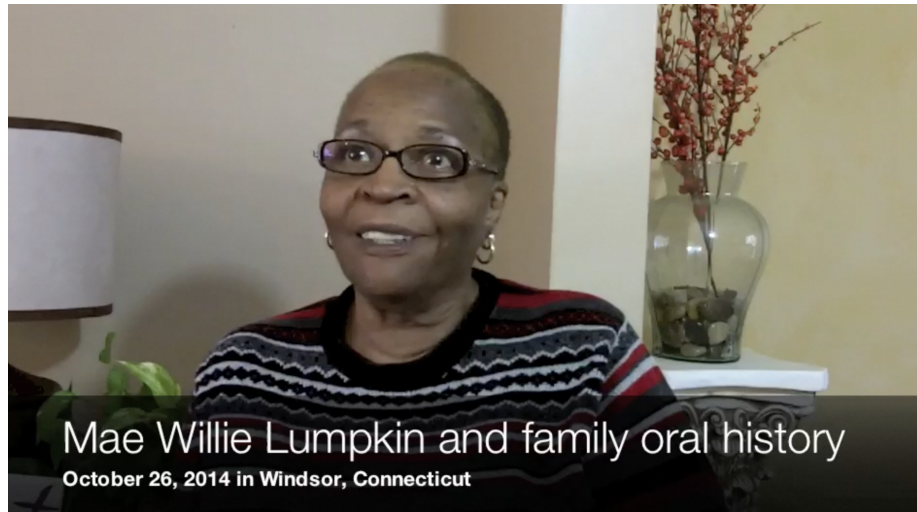 Mae Willie Lumpkin and family oral history
October 26, 2014 in Windsor, Connecticut